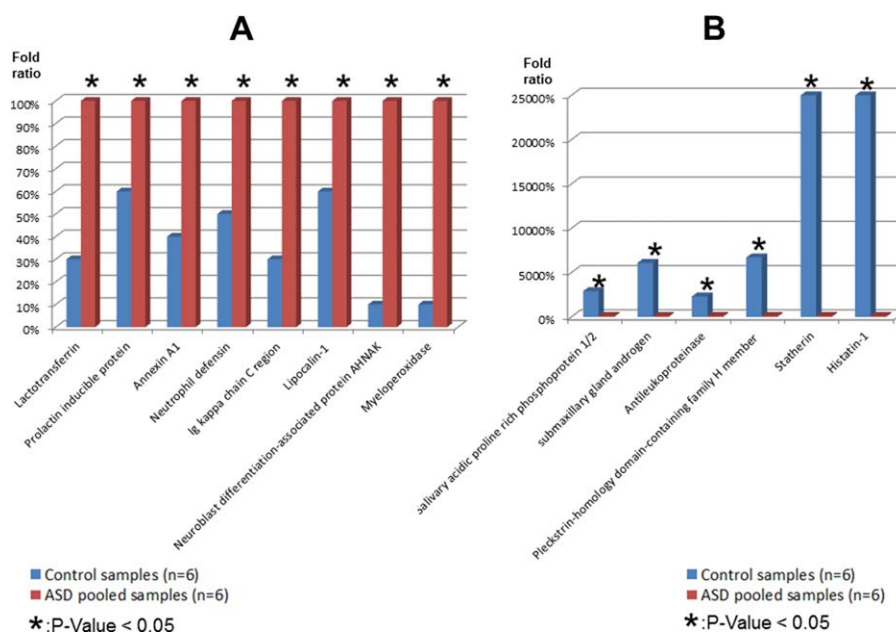 A
Fold
ratio
* * * * * * * *
100%
90%
80%
70%
60%
50%
40%
30%
20%
10%
0%
Lactotransferrin
Prolactin inducible protein
Annexin A1
Neutrophil defensin
Ig kappa chain C region
Lipocalin-1
Neuroblast differentiation-associated protein AHNAK
Myeloperoxidase
Control samples (n=6)
ASD pooled samples (n=6)
*:P-Value < 0.05
B
Fold
ratio
* * * * * *
25000%
20000%
15000%
10000%
5000%
0%
Salivary acidic proline rich phosphoprotein 1/2
submaxillary gland androgen
Antileukoproteinase
Pleckstrin-homology domain-containing family H member
Statherin
Histatin-1
Control samples (n=6)
ASD pooled samples (n=6)
*:P-Value < 0.05